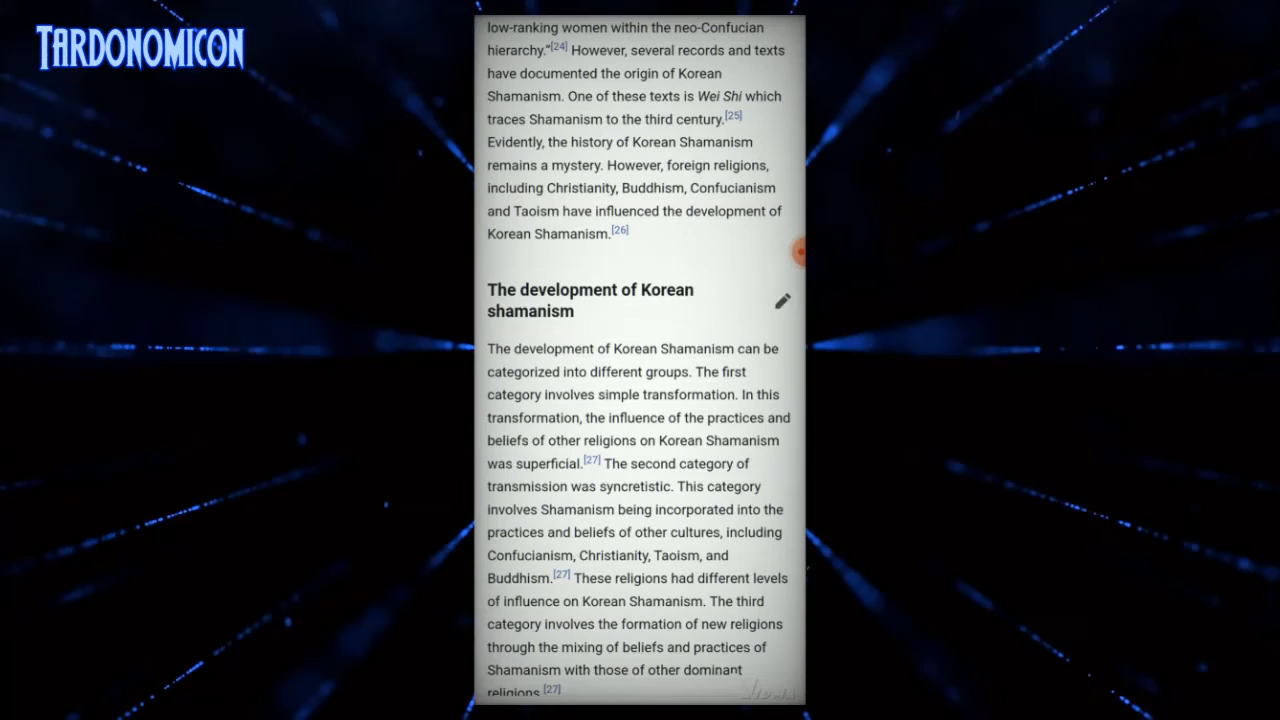 TARDONOMICON
low-ranking women within the neo-Confucian
hierarchy."[24] However, several records and texts
have documented the origin of Korean
Shamanism. One of these texts is Wei Shi which
traces Shamanism to the third century.[25]
Evidently, the history of Korean Shamanism
remains a mystery. However, foreign religions,
including Christianity, Buddhism, Confucianism
and Taoism have influenced the development of
Korean Shamanism.[26]
The development of Korean
shamanism
The development of Korean Shamanism can be
categorized into different groups. The first
category involves simple transformation. In this
transformation, the influence of the practices and
beliefs of other religions on Korean Shamanism
was superficial.[27] The second category of
transmission was syncretistic. This category
involves Shamanism being incorporated into the
practices and beliefs of other cultures, including
Confucianism, Christianity, Taoism, and
Buddhism.[27] These religions had different levels
of influence on Korean Shamanism. The third
category involves the formation of new religions
through the mixing of beliefs and practices of
Shamanism with those of other dominant
religions.[27]